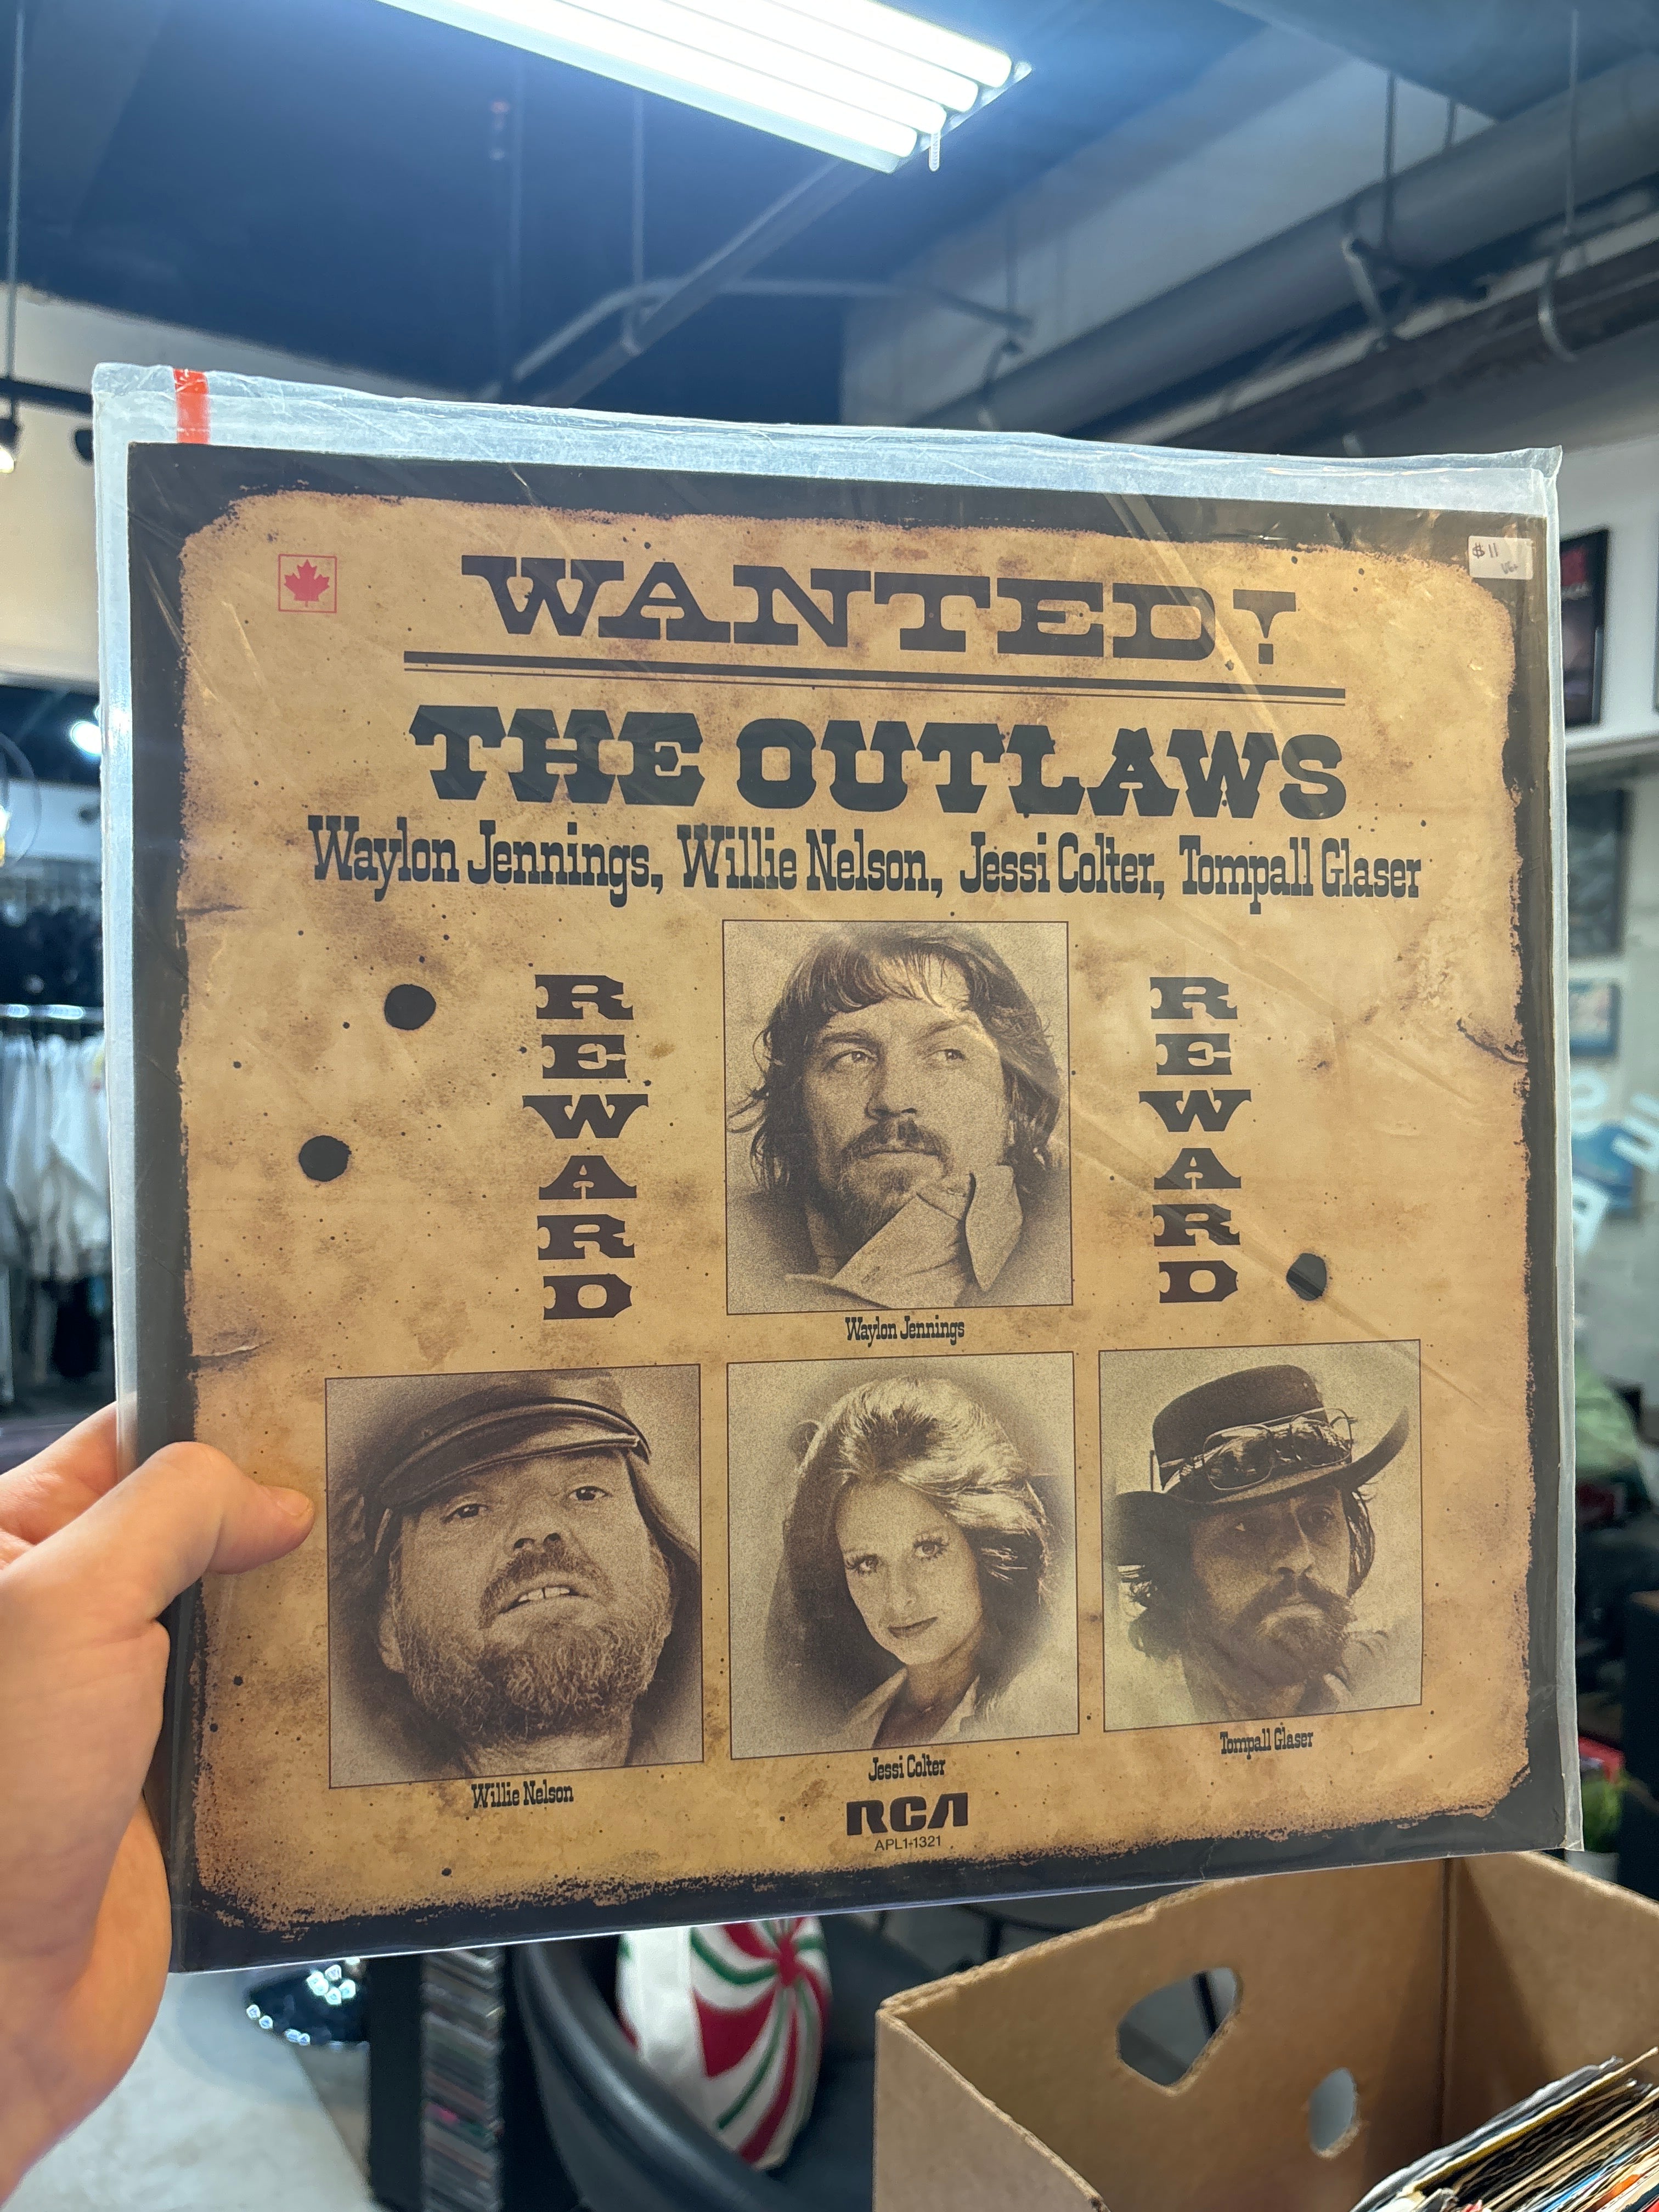 $11
VG+
WANTED!
THE OUTLAWS
Waylon Jennings, Willie Nelson, Jessi Colter, Tompall Glaser
REWARD
REWARD
Waylon Jennings
Willie Nelson
Jessi Colter
Tompall Glaser
RCA
APL1-1321